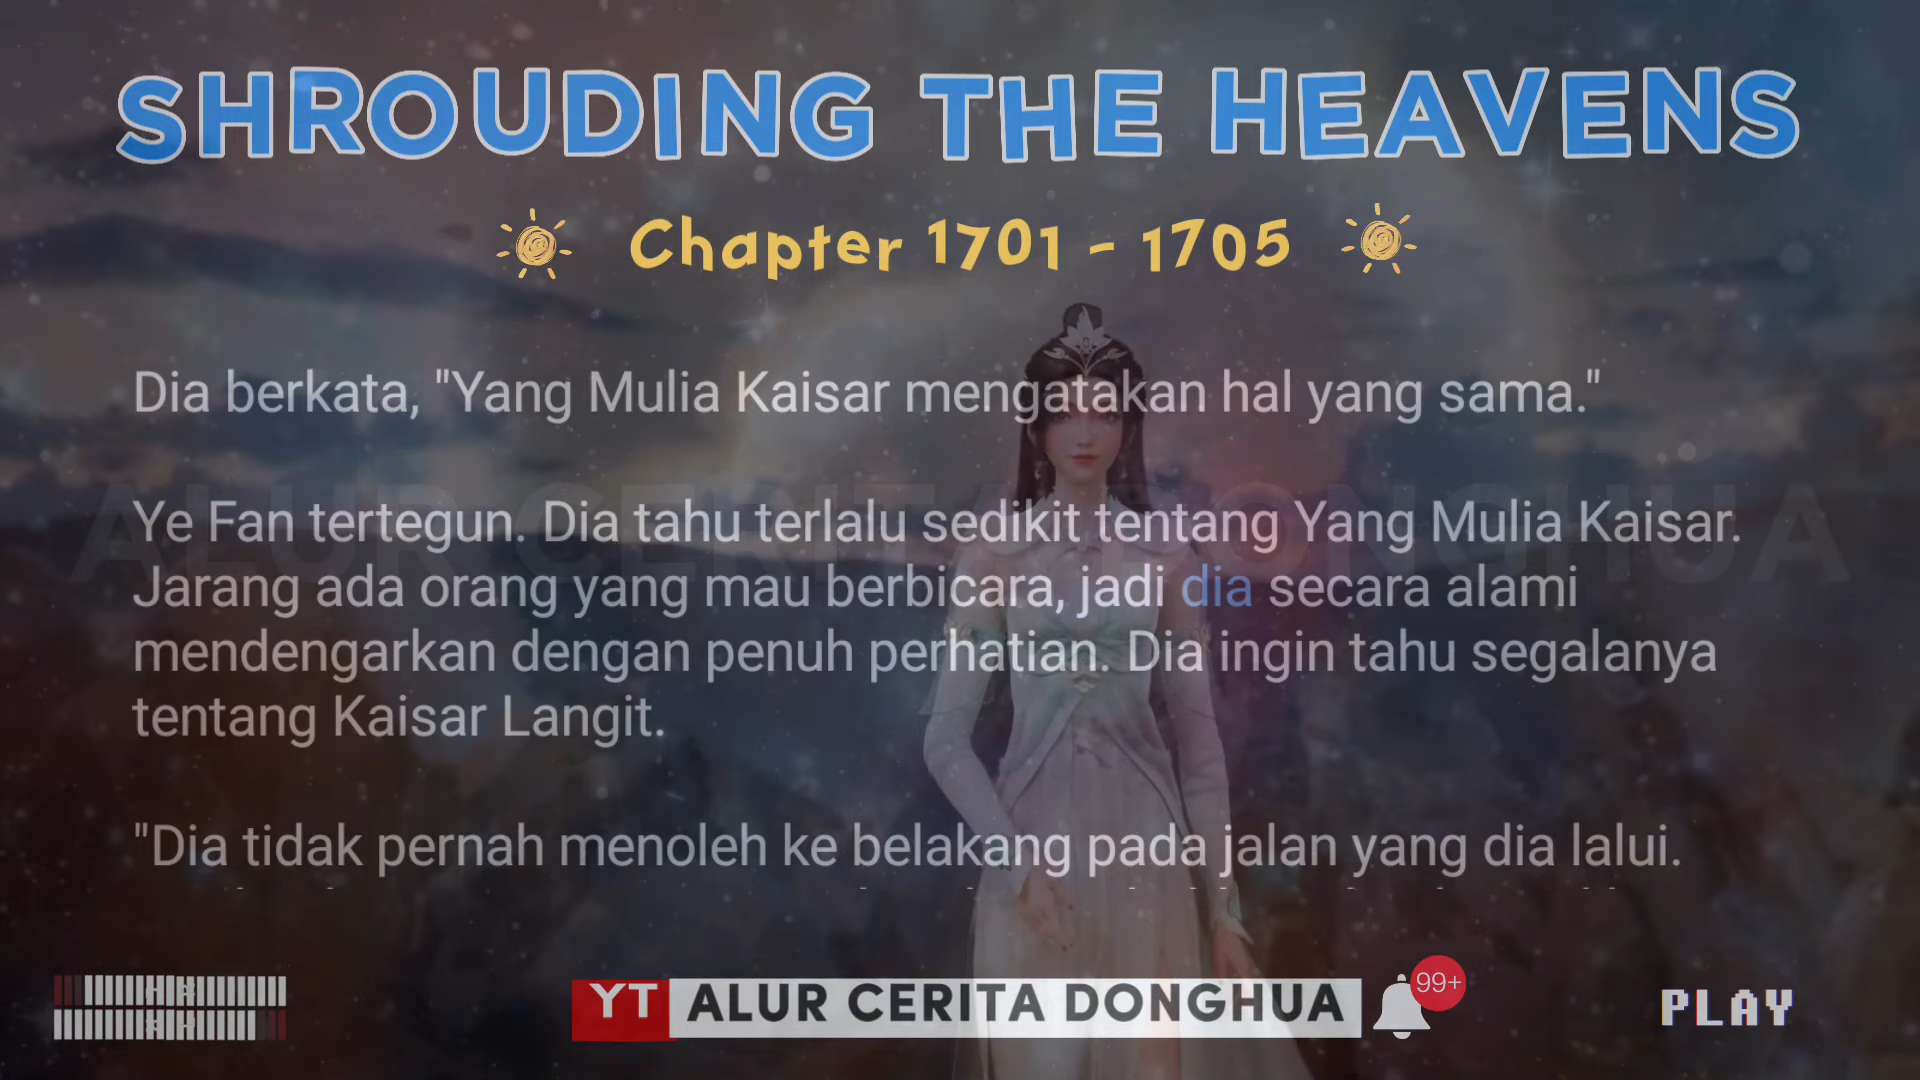 SHROUDING THE HEAVENS
Chapter 1701 - 1705
Dia berkata, "Yang Mulia Kaisar mengatakan hal yang sama."
Ye Fan tertegun. Dia tahu terlalu sedikit tentang Yang Mulia Kaisar.
Jarang ada orang yang mau berbicara, jadi dia secara alami
mendengarkan dengan penuh perhatian. Dia ingin tahu segalanya
tentang Kaisar Langit.
"Dia tidak pernah menoleh ke belakang pada jalan yang dia lalui.
ALUR CERITA DONGHUA
YT ALUR CERITA DONGHUA 99+
PLAY